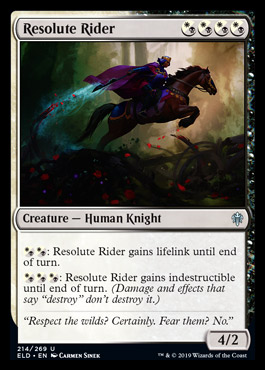 Resolute Rider
Creature — Human Knight
: Resolute Rider gains lifelink until end
of turn.
: Resolute Rider gains indestructible
until end of turn. (Damage and effects
that say “destroy” don’t destroy it.)
“Respect the wilds? Certainly. Fear them? No.”
4/2
214/269 U
ELD • EN Carmen Sinek
™ & © 2019 Wizards of the Coast